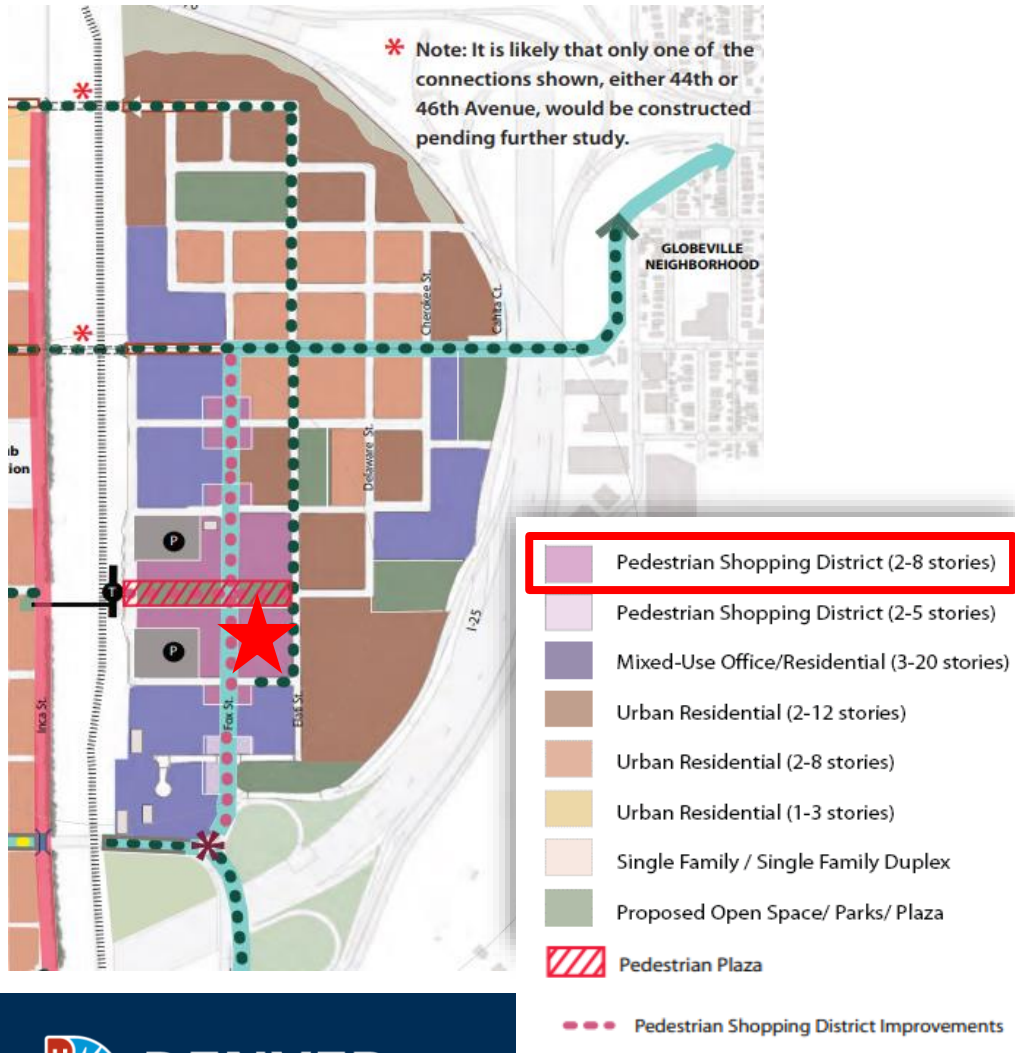 * Note: It is likely that only one of the
connections shown, either 44th or
46th Avenue, would be constructed
pending further study.
*
*
GLOBEVILLE
NEIGHBORHOOD
Cherokee St.
Delaware St.
I-25
P
T
P
Inca St.
Fox St.
Elati St.
Pedestrian Shopping District (2-8 stories)
Pedestrian Shopping District (2-5 stories)
Mixed-Use Office/Residential (3-20 stories)
Urban Residential (2-12 stories)
Urban Residential (2-8 stories)
Urban Residential (1-3 stories)
Single Family / Single Family Duplex
Proposed Open Space/ Parks/ Plaza
Pedestrian Plaza
Pedestrian Shopping District Improvements